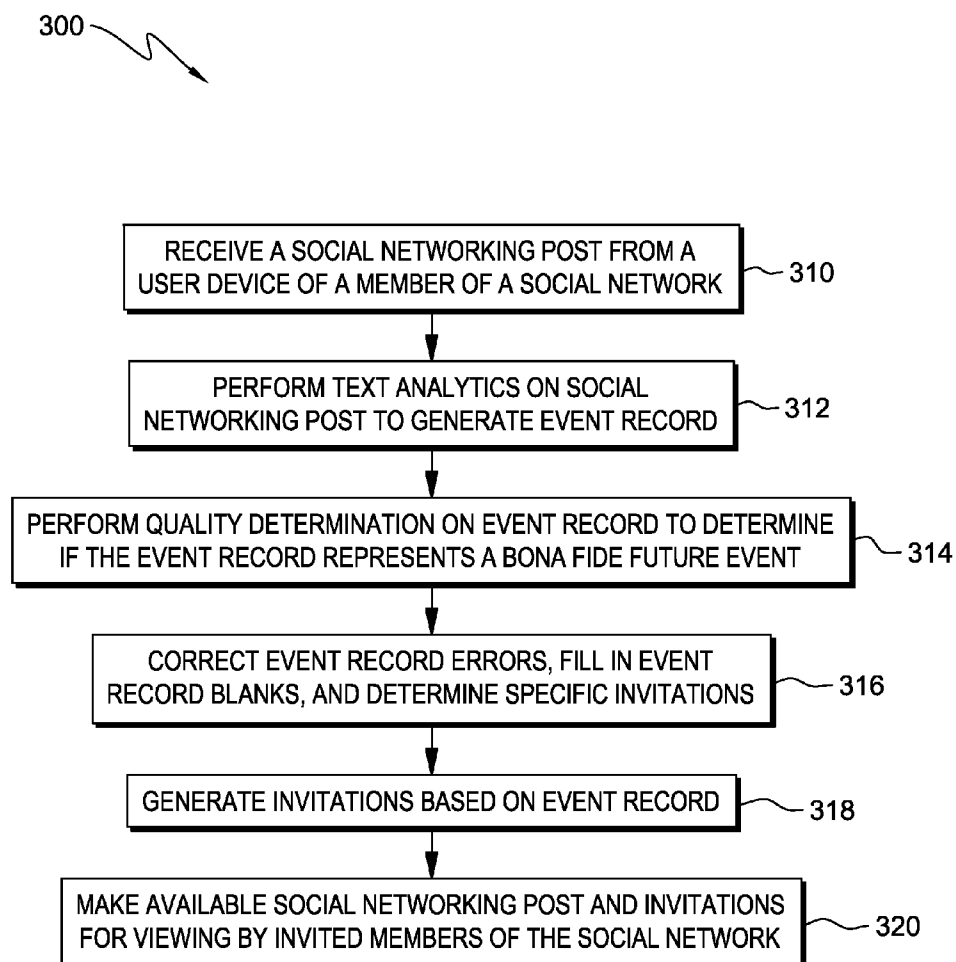 300
RECEIVE A SOCIAL NETWORKING POST FROM A
USER DEVICE OF A MEMBER OF A SOCIAL NETWORK
310
PERFORM TEXT ANALYTICS ON SOCIAL
NETWORKING POST TO GENERATE EVENT RECORD
312
PERFORM QUALITY DETERMINATION ON EVENT RECORD TO DETERMINE
IF THE EVENT RECORD REPRESENTS A BONA FIDE FUTURE EVENT
314
CORRECT EVENT RECORD ERRORS, FILL IN EVENT
RECORD BLANKS, AND DETERMINE SPECIFIC INVITATIONS
316
GENERATE INVITATIONS BASED ON EVENT RECORD
318
MAKE AVAILABLE SOCIAL NETWORKING POST AND INVITATIONS
FOR VIEWING BY INVITED MEMBERS OF THE SOCIAL NETWORK
320